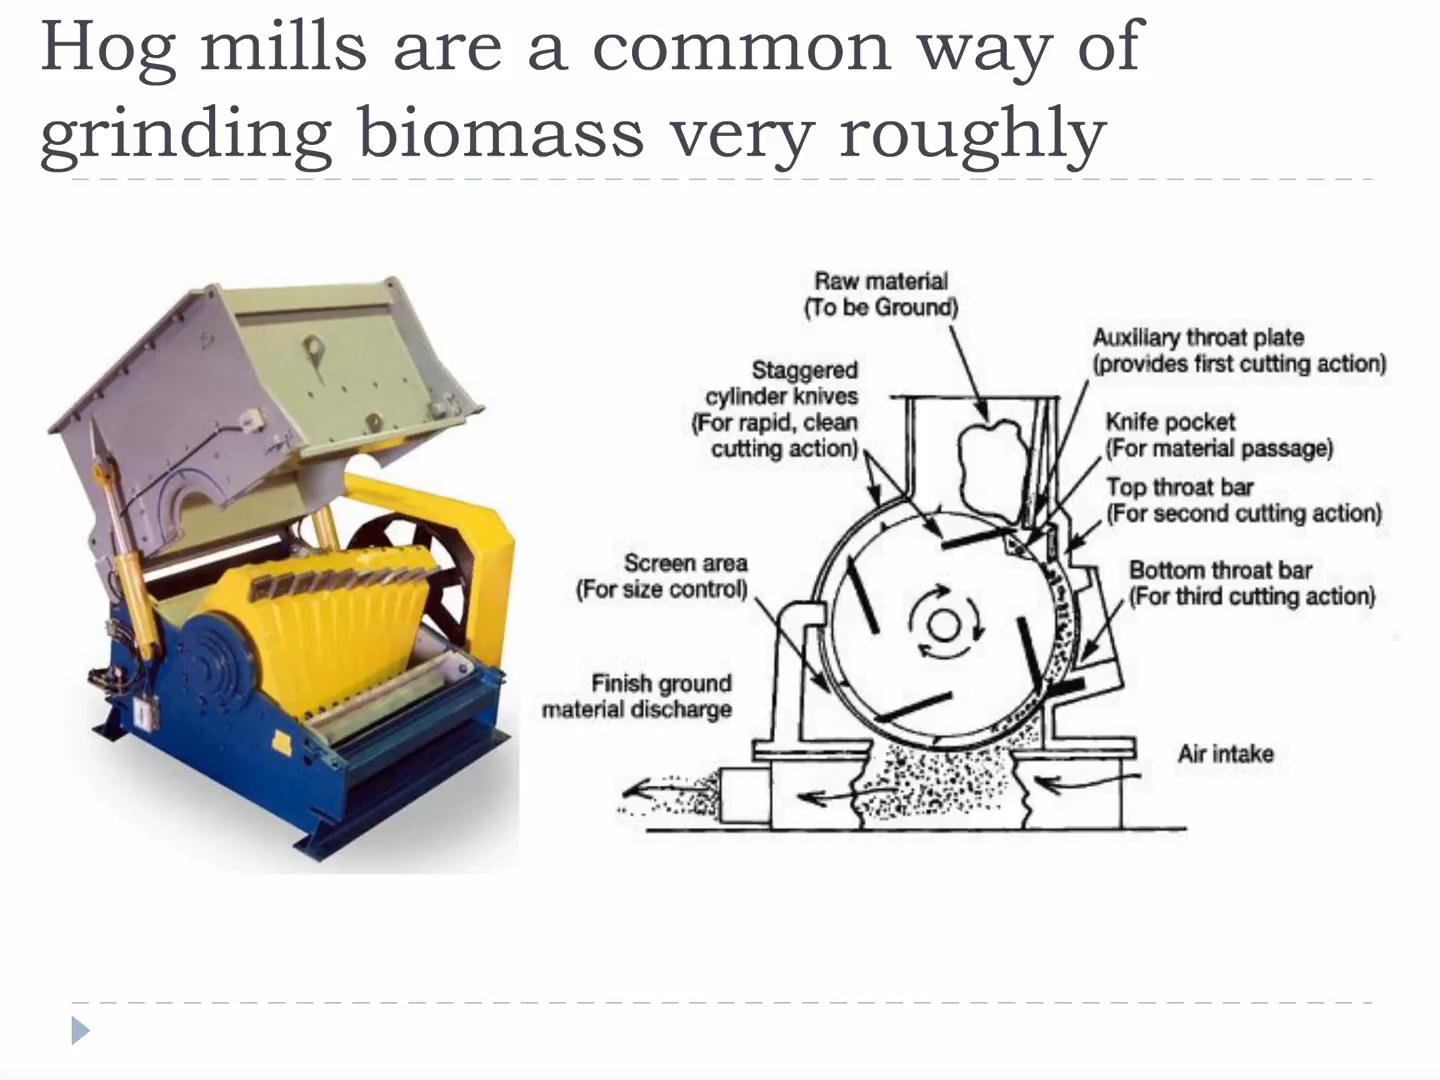 Hog mills are a common way of
grinding biomass very roughly
Raw material
(To be Ground)
Staggered
cylinder knives
(For rapid, clean
cutting action)
Auxiliary throat plate
(provides first cutting action)
Knife pocket
(For material passage)
Top throat bar
(For second cutting action)
Screen area
(For size control)
Bottom throat bar
(For third cutting action)
Finish ground
material discharge
Air intake